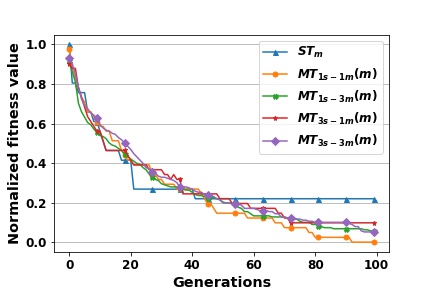 Normalized fitness value
1.0
0.8
0.6
0.4
0.2
0.0
ST_m
MT_{1s-1m}(m)
MT_{1s-3m}(m)
MT_{3s-1m}(m)
MT_{3s-3m}(m)
0 20 40 60 80 100
Generations